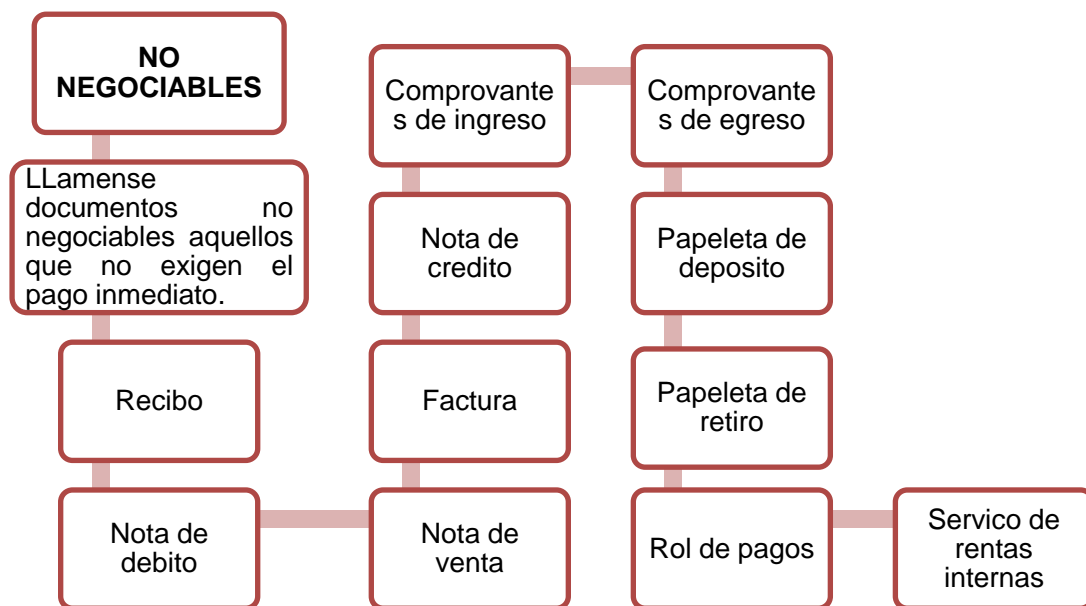 NO
NEGOCIABLES
LLamense
documentos no
negociables aquellos
que no exigen el
pago inmediato.
Recibo
Nota de
debito
Nota de
venta
Factura
Nota de
credito
Comprovante
s de ingreso
Comprovante
s de egreso
Papeleta de
deposito
Papeleta de
retiro
Rol de pagos
Servico de
rentas
internas